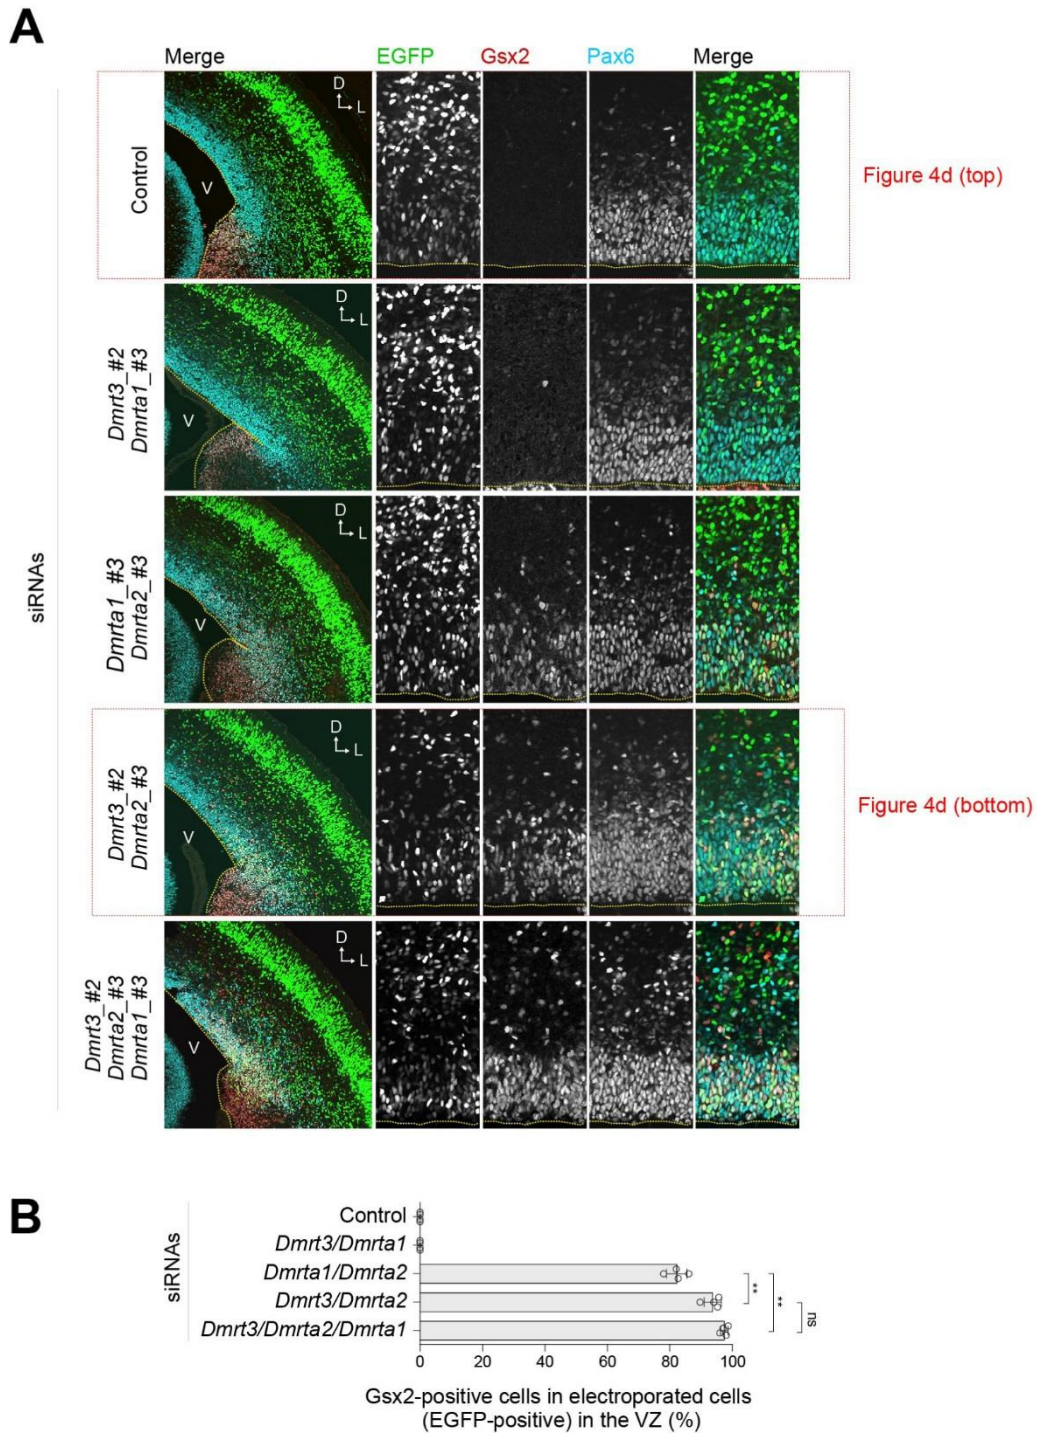 A
Merge EGFP Gsx2 Pax6 Merge
siRNAs
Control
D
L
V
Figure 4d (top)
Dmrt3_#2
Dmrta1_#3
D
L
V
Dmrta1_#3
Dmrta2_#3
D
L
V
Dmrt3_#2
Dmrta2_#3
D
L
V
Figure 4d (bottom)
Dmrt3_#2
Dmrta2_#3
Dmrta1_#3
D
L
V
B
siRNAs
Control
Dmrt3/Dmrta1
Dmrta1/Dmrta2
Dmrt3/Dmrta2
Dmrt3/Dmrta2/Dmrta1
**
**
ns
0 20 40 60 80 100
Gsx2-positive cells in electroporated cells
(EGFP-positive) in the VZ (%)